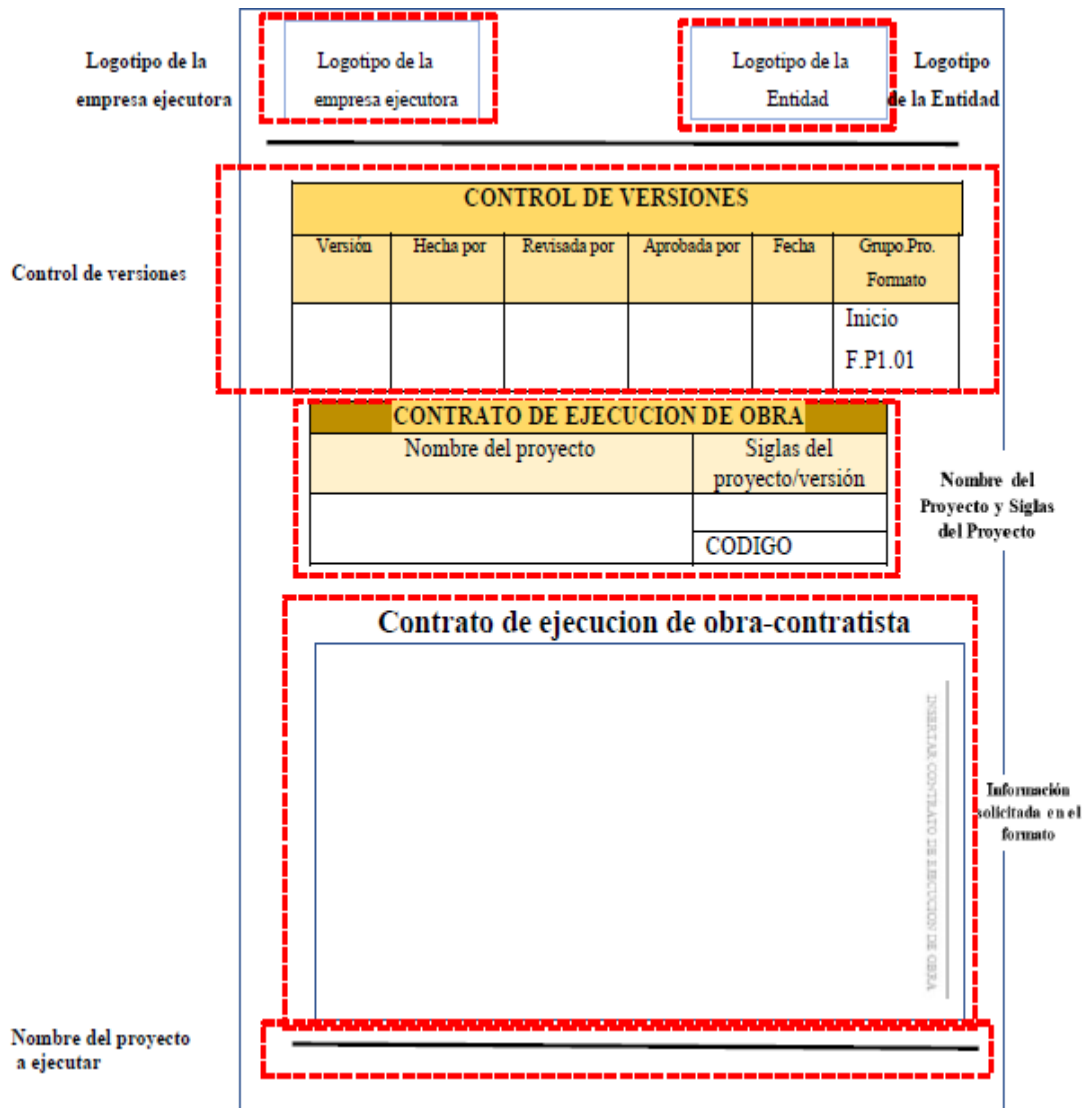 Logotipo de la
empresa ejecutora
Logotipo de la
empresa ejecutora
Logotipo de la
Entidad
Logotipo
de la Entidad
Control de versiones
CONTROL DE VERSIONES
Versión
Hecha por
Revisada por
Aprobada por
Fecha
Grupo.Pro.
Formato
Inicio
F.P1.01
CONTRATO DE EJECUCION DE OBRA
Nombre del proyecto
Siglas del
proyecto/versión
CODIGO
Nombre del
Proyecto y Siglas
del Proyecto
Contrato de ejecucion de obra-contratista
INSERTAR CONTRATO DE EJECUCION DE OBRA
Información
solicitada en el
formato
Nombre del proyecto
a ejecutar